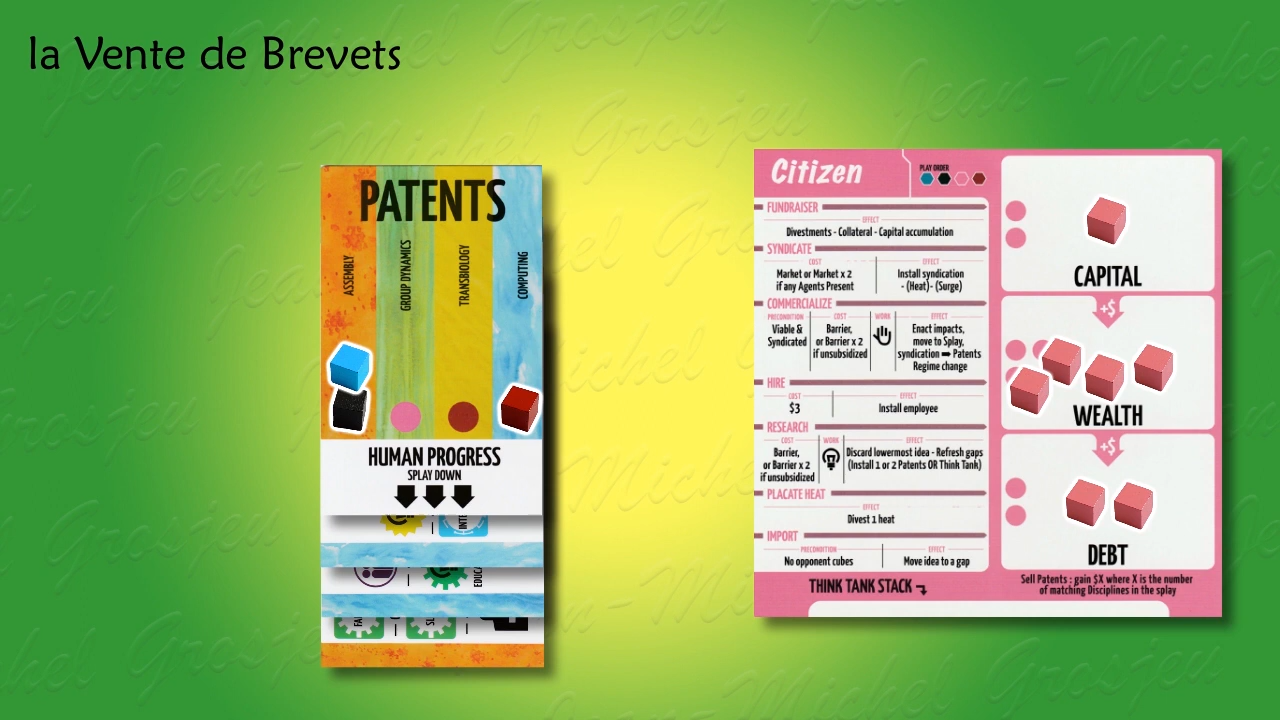 la Vente de Brevets
PATENTS
ASSEMBLY
GROUP DYNAMICS
TRANSBIOLOGY
COMPUTING
HUMAN PROGRESS
SPLAY DOWN
Citizen
PLAY ORDER
FUNDRAISER
EFFECT
Divestments - Collateral - Capital accumulation
SYNDICATE
COST
EFFECT
Market or Market x 2
if any Agents Present
Install syndication
- (Heat)- (Surge)
COMMERCIALIZE
PRECONDITION
COST
WORK
EFFECT
Viable &
Syndicated
Barrier,
or Barrier x 2
if unsubsidized
Enact impacts,
move to Splay,
syndication ➡ Patents
Regime change
HIRE
COST
EFFECT
$3
Install employee
RESEARCH
COST
WORK
EFFECT
Barrier,
or Barrier x 2
if unsubsidized
Discard lowermost idea - Refresh gaps
(Install 1 or 2 Patents OR Think Tank)
PLACATE HEAT
EFFECT
Divest 1 heat
IMPORT
PRECONDITION
EFFECT
No opponent cubes
Move idea to a gap
THINK TANK STACK
CAPITAL
+$
WEALTH
+$
DEBT
Sell Patents : gain $X where X is the number
of matching Disciplines in the splay
Jean-Michel Grosjeu